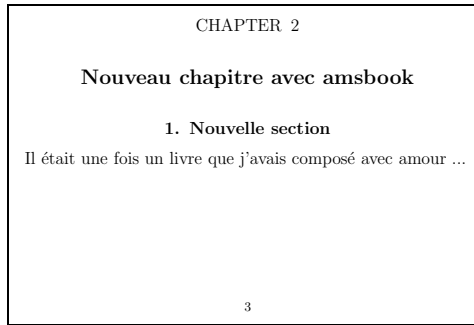 CHAPTER 2
Nouveau chapitre avec amsbook
1. Nouvelle section
Il était une fois un livre que j'avais composé avec amour ...
3